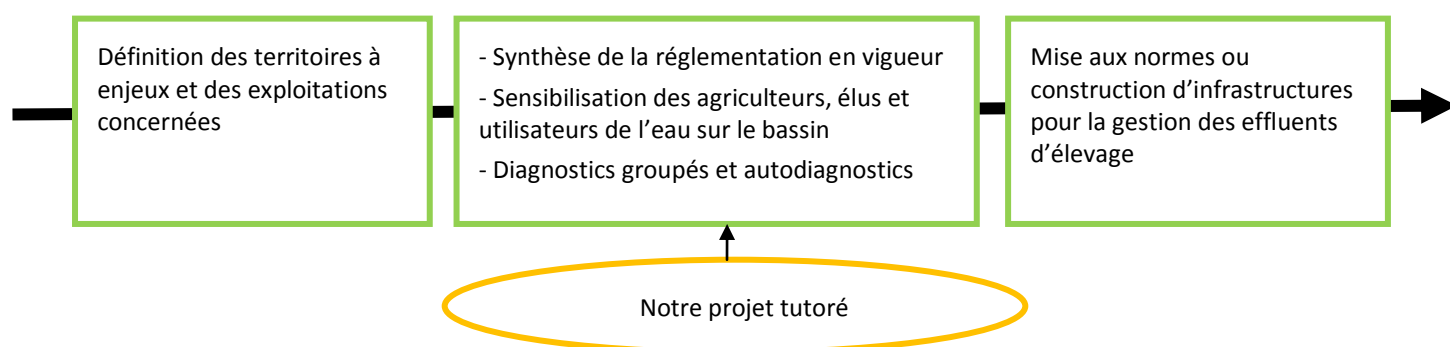 Définition des territoires à
enjeux et des exploitations
concernées
- Synthèse de la réglementation en vigueur
- Sensibilisation des agriculteurs, élus et
utilisateurs de l’eau sur le bassin
- Diagnostics groupés et autodiagnostics
Mise aux normes ou
construction d’infrastructures
pour la gestion des effluents
d’élevage
Notre projet tutoré